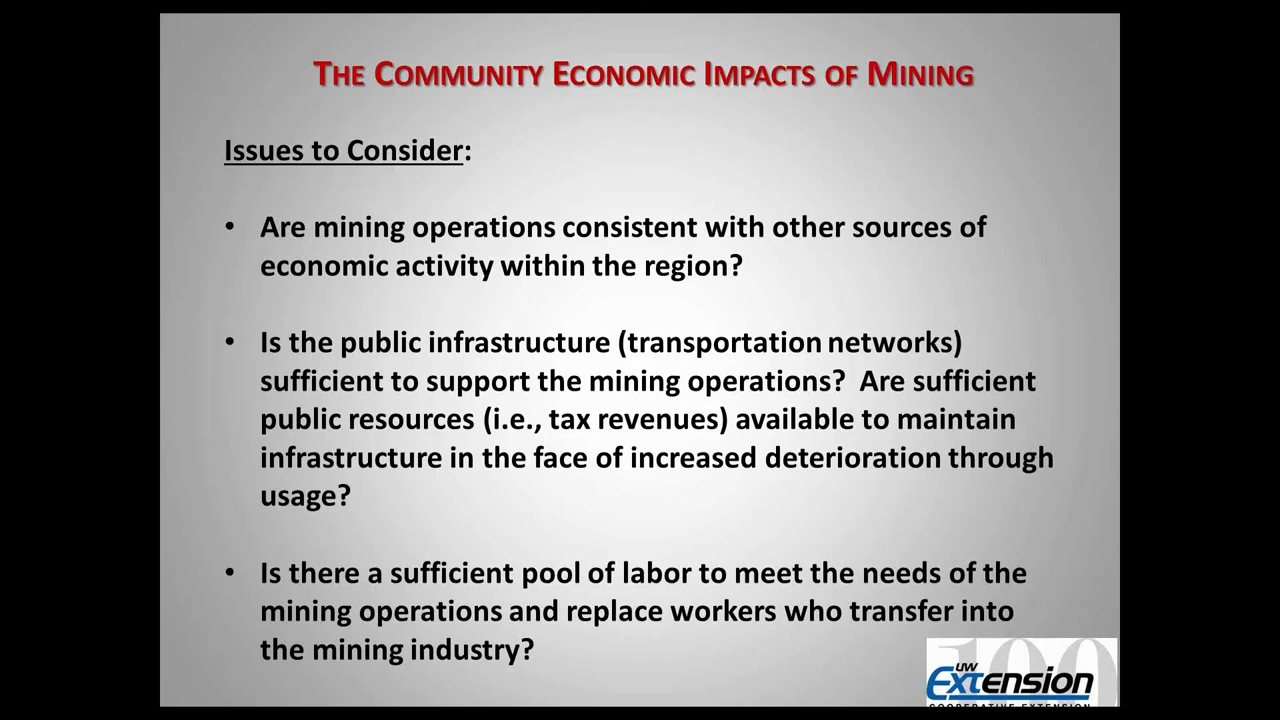 THE COMMUNITY ECONOMIC IMPACTS OF MINING
Issues to Consider:
• Are mining operations consistent with other sources of
economic activity within the region?
• Is the public infrastructure (transportation networks)
sufficient to support the mining operations?  Are sufficient
public resources (i.e., tax revenues) available to maintain
infrastructure in the face of increased deterioration through
usage?
• Is there a sufficient pool of labor to meet the needs of the
mining operations and replace workers who transfer into
the mining industry?
100
UW
Extension
COOPERATIVE EXTENSION